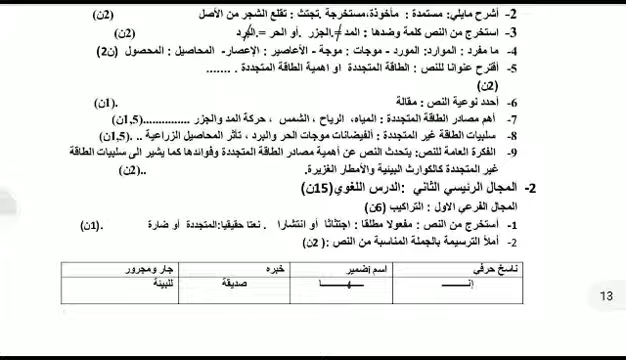 2- أشرح مايلي: مستمدة : مأخوذة،مستخرجة .تجتث : تقلع الشجر من الأصل (2ن)
3- استخرج من النص كلمة وضدها : المد ≠.الجزر .أو الحر =.البرد (2ن)
4- ما مفرد : الموارد: المورد - موجات : موجة - الأعاصير : الإعصار- المحاصيل : المحصول (2ن)
5- أقترح عنوانا للنص : الطاقة المتجددة او اهمية الطاقة المتجددة . .......
(2ن)
6- أحدد نوعية النص : مقالة (1ن).
7- أهم مصادر الطاقة المتجددة : المياه، الرياح ، الشمس ، حركة المد والجزر ..............(1,5ن)
8- سلبيات الطاقة غير المتجددة : ألفيضانات موجات الحر والبرد ، تأثر المحاصيل الزراعية .. (1,5ن).
9- الفكرة العامة للنص: يتحدث النص عن أهمية مصادر الطاقة المتجددة وفوائدها كما يشير الى سلبيات الطاقة
غير المتجددة كالكوارث البيئية والأمطار الغزيرة. (2ن)..
2- المجال الرئيسي الثاني :الدرس اللغوي(15ن)
المجال الفرعي الاول : التراكيب (6ن)
1- أستخرج من النص : مفعولا مطلقا : اجتثاثا أو انتشارا . نعتا حقيقيا:المتجددة أو ضارة (1ن).
2- أملأ الترسيمة بالجملة المناسبة من النص : (2ن)
ناسخ حرفي اسم إضمير خبره جار ومجرور
إنـــــــ ـــــهـــــا صديقة للبيئة
13